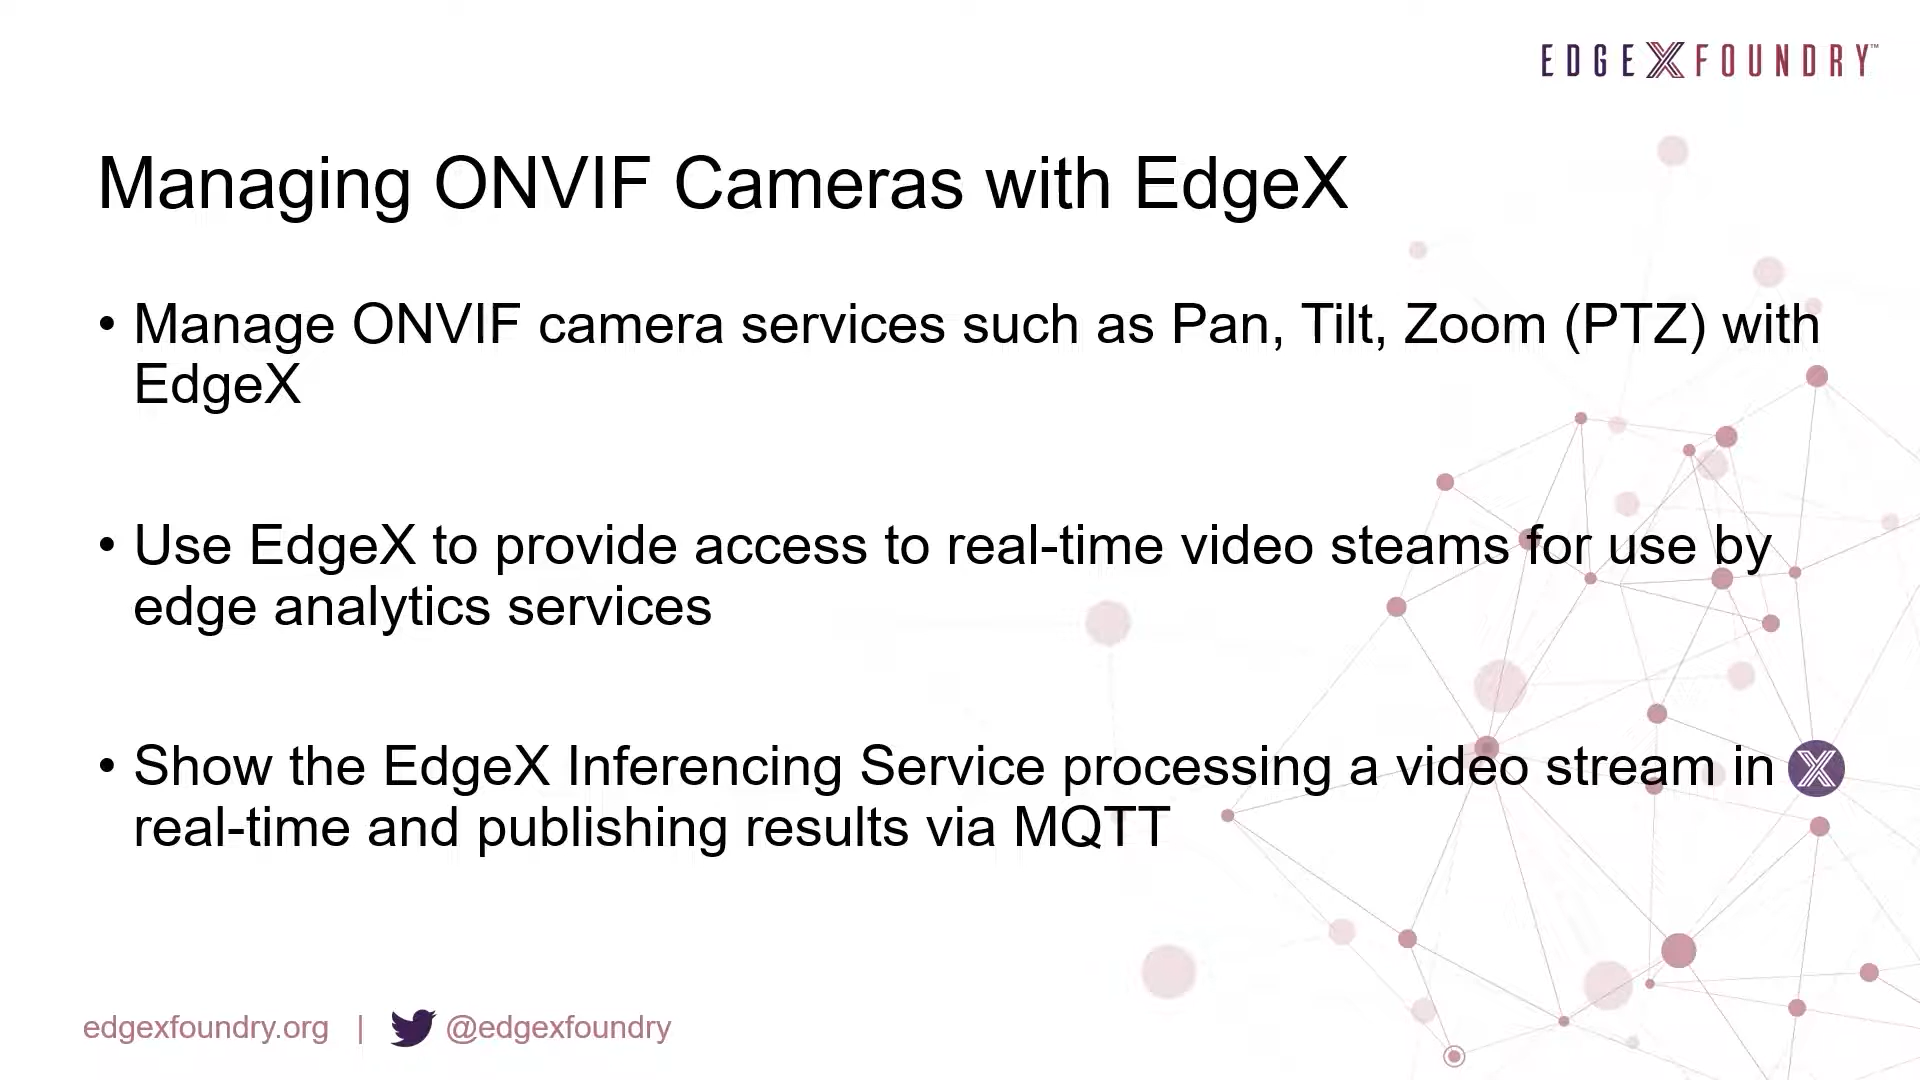 EDGEXFOUNDRY™
Managing ONVIF Cameras with EdgeX
• Manage ONVIF camera services such as Pan, Tilt, Zoom (PTZ) with
EdgeX
• Use EdgeX to provide access to real-time video steams for use by
edge analytics services
• Show the EdgeX Inferencing Service processing a video stream in
real-time and publishing results via MQTT
edgexfoundry.org | @edgexfoundry